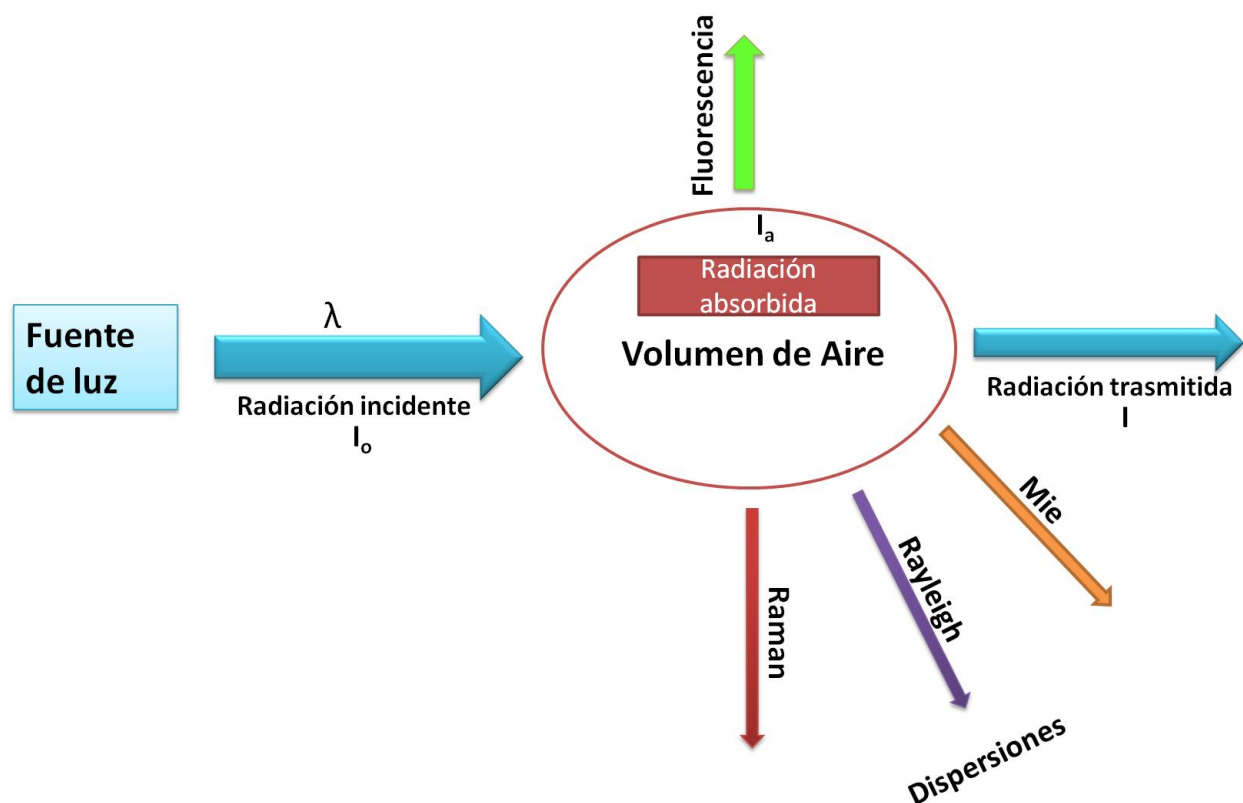 Fluorescencia
Iₐ
Radiación
absorbida
Volumen de Aire
Fuente
de luz
λ
Radiación incidente
Iₒ
Radiación trasmitida
I
Mie
Rayleigh
Raman
Dispersiones